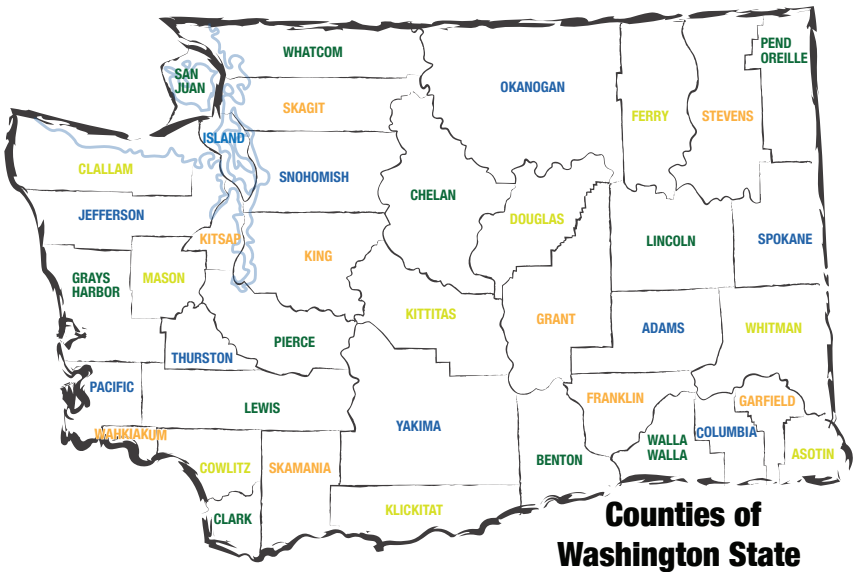 WHATCOM
PEND
OREILLE
SAN
JUAN
OKANOGAN
SKAGIT
FERRY
STEVENS
ISLAND
CLALLAM
SNOHOMISH
CHELAN
JEFFERSON
DOUGLAS
KITSAP
KING
LINCOLN
SPOKANE
GRAYS
HARBOR
MASON
KITTITAS
GRANT
ADAMS
WHITMAN
PIERCE
THURSTON
PACIFIC
LEWIS
FRANKLIN
GARFIELD
YAKIMA
WAHKIAKUM
COLUMBIA
WALLA
WALLA
COWLITZ
SKAMANIA
BENTON
ASOTIN
KLICKITAT
CLARK
Counties of
Washington State